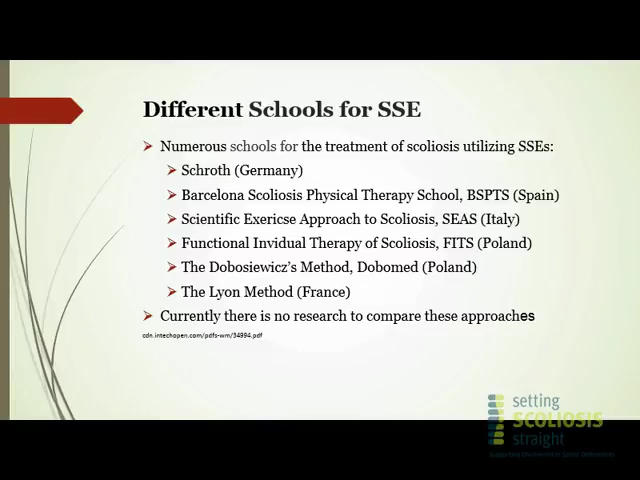 Different Schools for SSE
Numerous schools for the treatment of scoliosis utilizing SSEs:
Schroth (Germany)
Barcelona Scoliosis Physical Therapy School, BSPTS (Spain)
Scientific Exericse Approach to Scoliosis, SEAS (Italy)
Functional Invidual Therapy of Scoliosis, FITS (Poland)
The Dobosiewicz's Method, Dobomed (Poland)
The Lyon Method (France)
Currently there is no research to compare these approaches
cdn.intechopen.com/pdfs-wm/34994.pdf
setting
SCOLIOSIS
straight